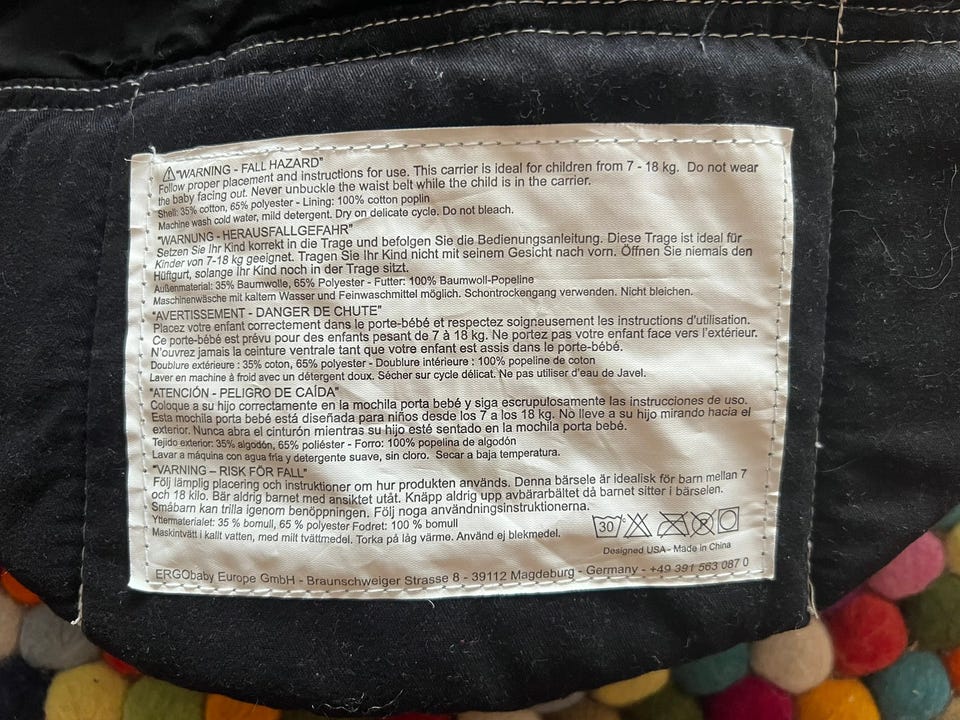 ⚠"WARNING - FALL HAZARD"
Follow proper placement and instructions for use. This carrier is ideal for children from 7 - 18 kg. Do not wear
the baby facing out. Never unbuckle the waist belt while the child is in the carrier.
Shell: 35% cotton, 65% polyester - Lining: 100% cotton poplin
Machine wash cold water, mild detergent. Dry on delicate cycle. Do not bleach.
"WARNUNG - HERAUSFALLGEFAHR"
Setzen Sie Ihr Kind korrekt in die Trage und befolgen Sie die Bedienungsanleitung. Diese Trage ist ideal für
Kinder von 7-18 kg geeignet. Tragen Sie Ihr Kind nicht mit seinem Gesicht nach vorn. Öffnen Sie niemals den
Hüftgurt, solange Ihr Kind noch in der Trage sitzt.
Außenmaterial: 35% Baumwolle, 65% Polyester - Futter: 100% Baumwoll-Popeline
Maschinenwäsche mit kaltem Wasser und Feinwaschmittel möglich. Schontrockengang verwenden. Nicht bleichen.
"AVERTISSEMENT - DANGER DE CHUTE"
Placez votre enfant correctement dans le porte-bébé et respectez soigneusement les instructions d'utilisation.
Ce porte-bébé est prévu pour des enfants pesant de 7 à 18 kg. Ne portez pas votre enfant face vers l'extérieur.
N'ouvrez jamais la ceinture ventrale tant que votre enfant est assis dans le porte-bébé.
Doublure extérieure : 35% coton, 65% polyester - Doublure intérieure : 100% popeline de coton
Laver en machine à froid avec un détergent doux. Sécher sur cycle délicat. Ne pas utiliser d'eau de Javel.
"ATENCIÓN - PELIGRO DE CAÍDA"
Coloque a su hijo correctamente en la mochila porta bebé y siga escrupulosamente las instrucciones de uso.
Esta mochila porta bebé está diseñada para niños desde los 7 a los 18 kg. No lleve a su hijo mirando hacia el
exterior. Nunca abra el cinturón mientras su hijo esté sentado en la mochila porta bebé.
Tejido exterior: 35% algodón, 65% poliéster - Forro: 100% popelina de algodón
Lavar a máquina con agua fría y detergente suave, sin cloro. Secar a baja temperatura.
"VARNING – RISK FÖR FALL"
Följ lämplig placering och instruktioner om hur produkten används. Denna bärsele är idealisk för barn mellan 7
och 18 kilo. Bär aldrig barnet med ansiktet utåt. Knäpp aldrig upp avbärarbältet då barnet sitter i bärselen.
Småbarn kan trilla igenom benöppningen. Följ noga användningsinstruktionerna.
Yttermaterialet: 35 % bomull, 65 % polyester Fodret: 100 % bomull
Maskintvätt i kallt vatten, med milt tvättmedel. Torka på låg värme. Använd ej blekmedel.
30°C
Designed USA - Made in China
ERGObaby Europe GmbH - Braunschweiger Strasse 8 - 39112 Magdeburg - Germany - +49 391 563 087 0